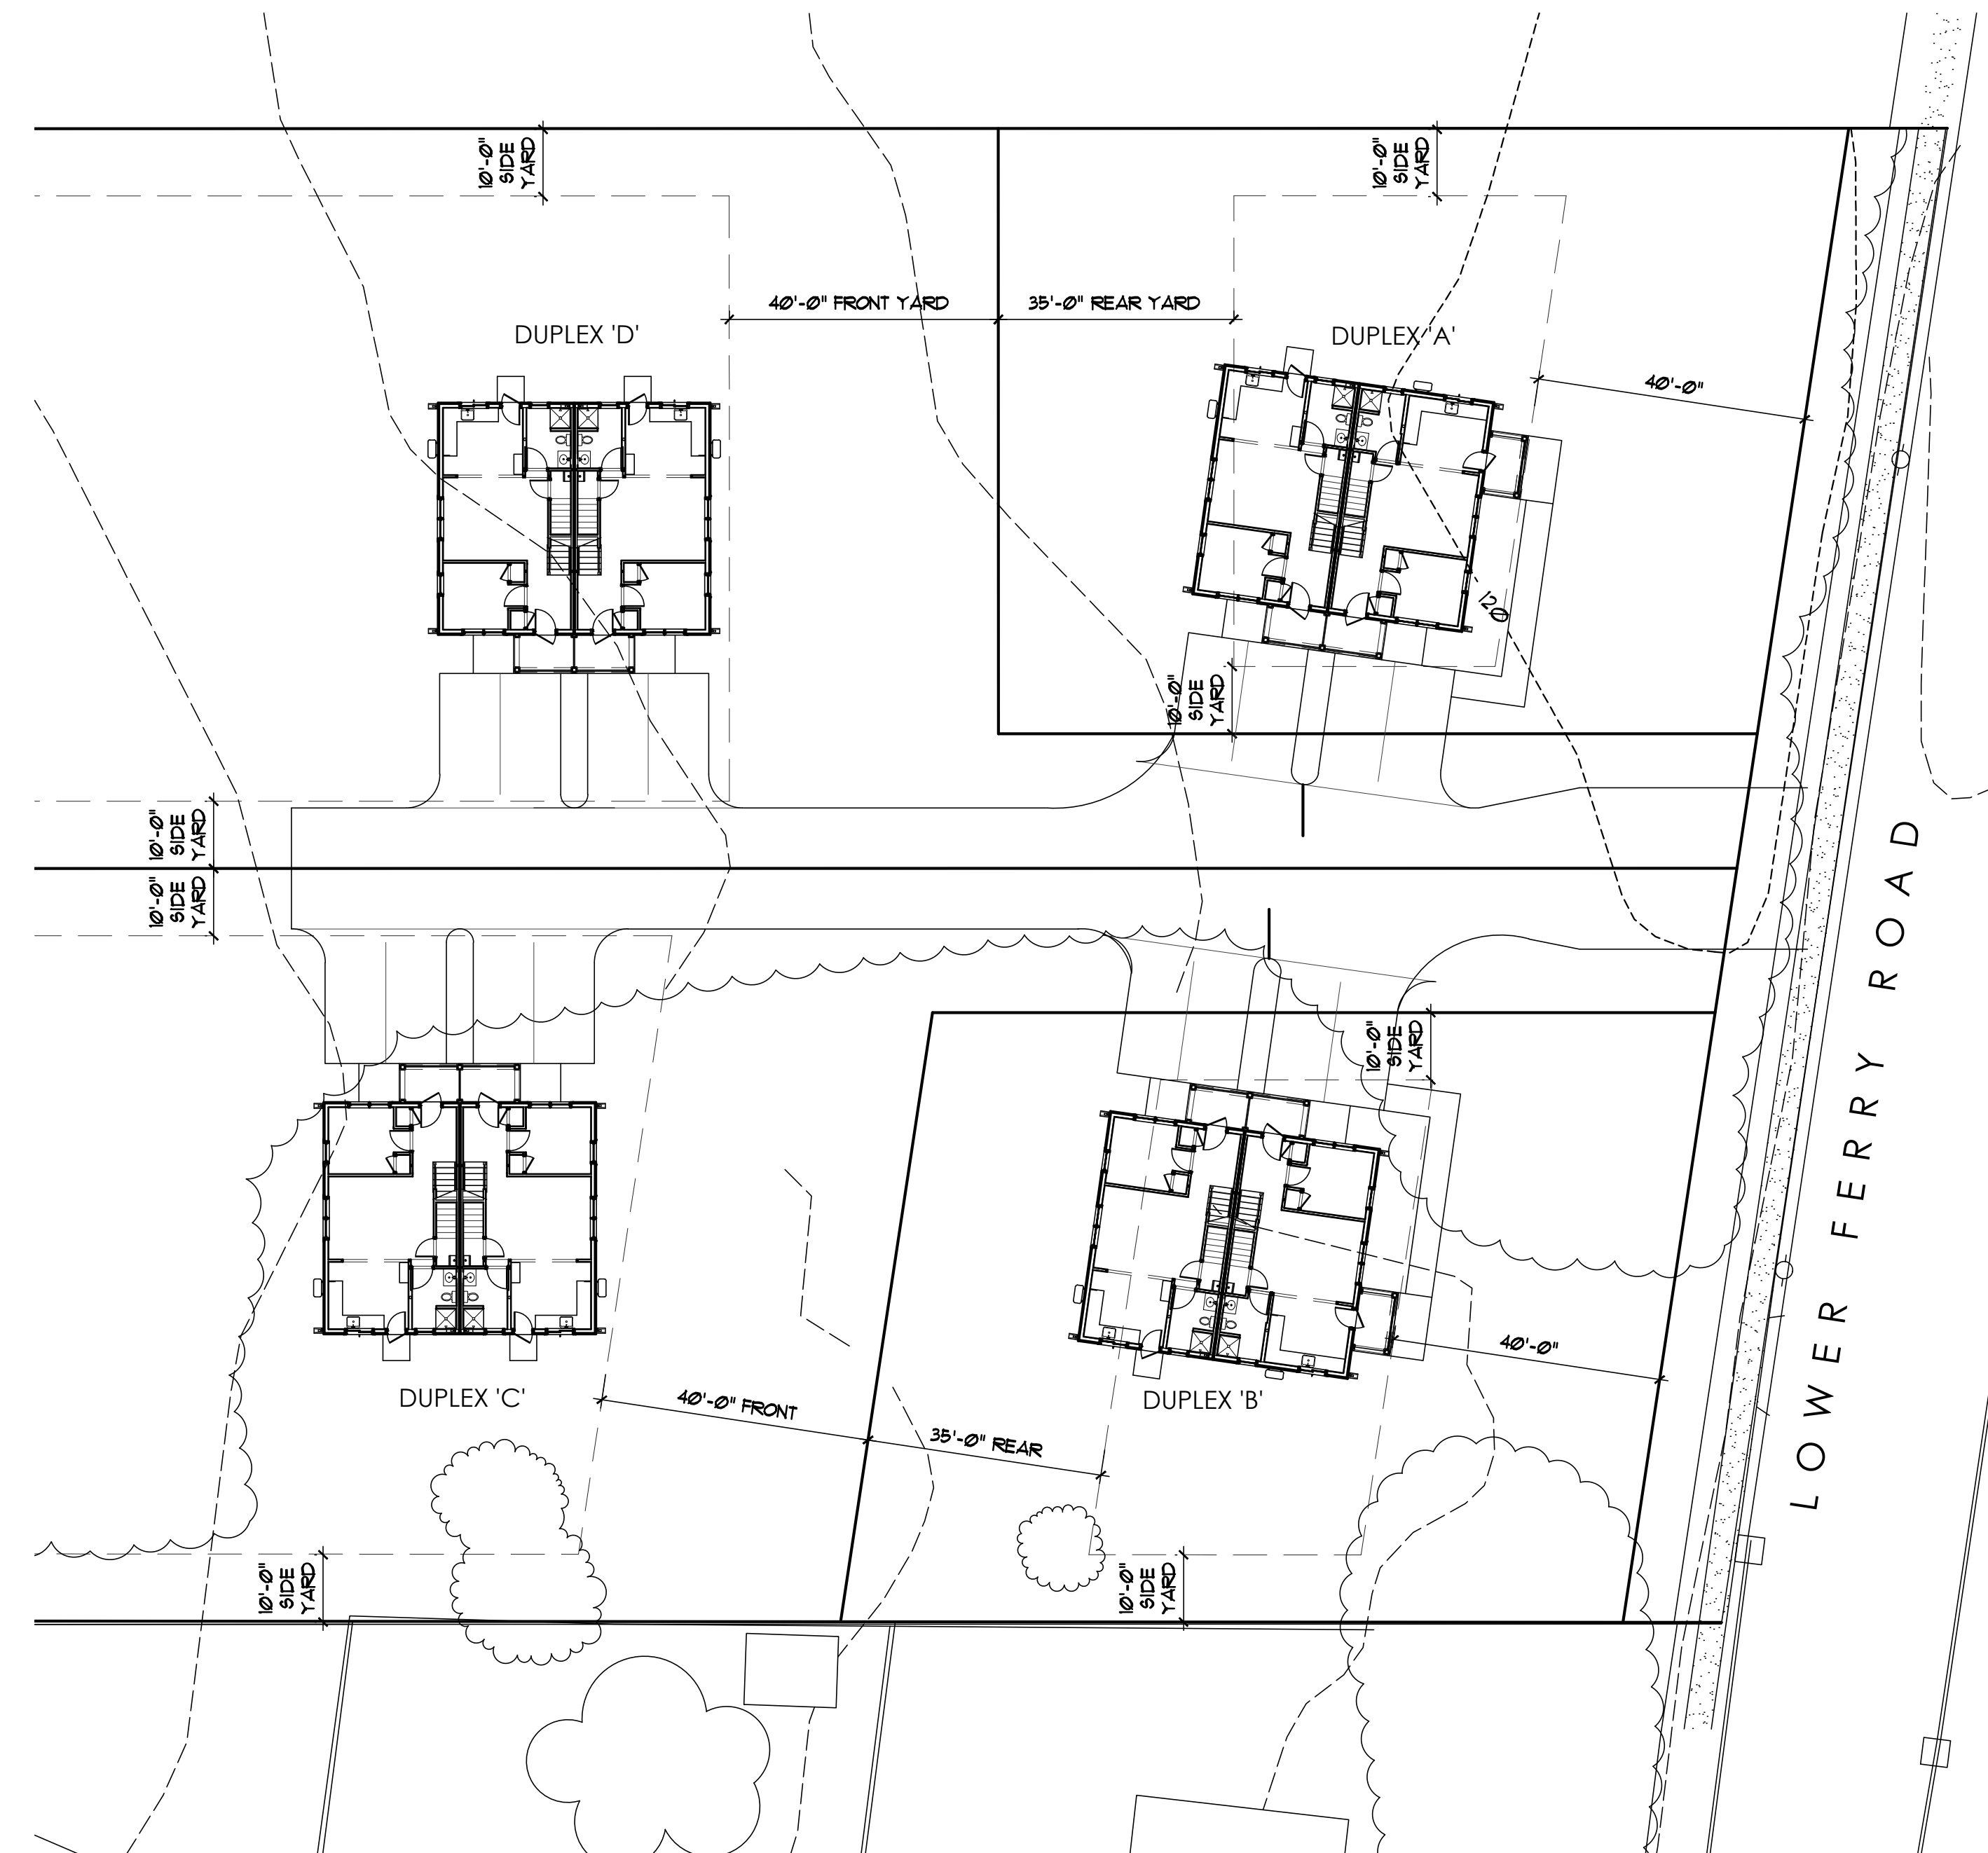 10'-0"
SIDE
YARD
10'-0"
SIDE
YARD
40'-0" FRONT YARD
35'-0" REAR YARD
DUPLEX 'D'
DUPLEX 'A'
40'-0"
120
10'-0"
SIDE
YARD
10'-0"
SIDE
YARD
10'-0"
SIDE
YARD
LOWER FERRY ROAD
10'-0"
SIDE
YARD
40'-0"
DUPLEX 'C'
40'-0" FRONT
35'-0" REAR
DUPLEX 'B'
10'-0"
SIDE
YARD
10'-0"
SIDE
YARD